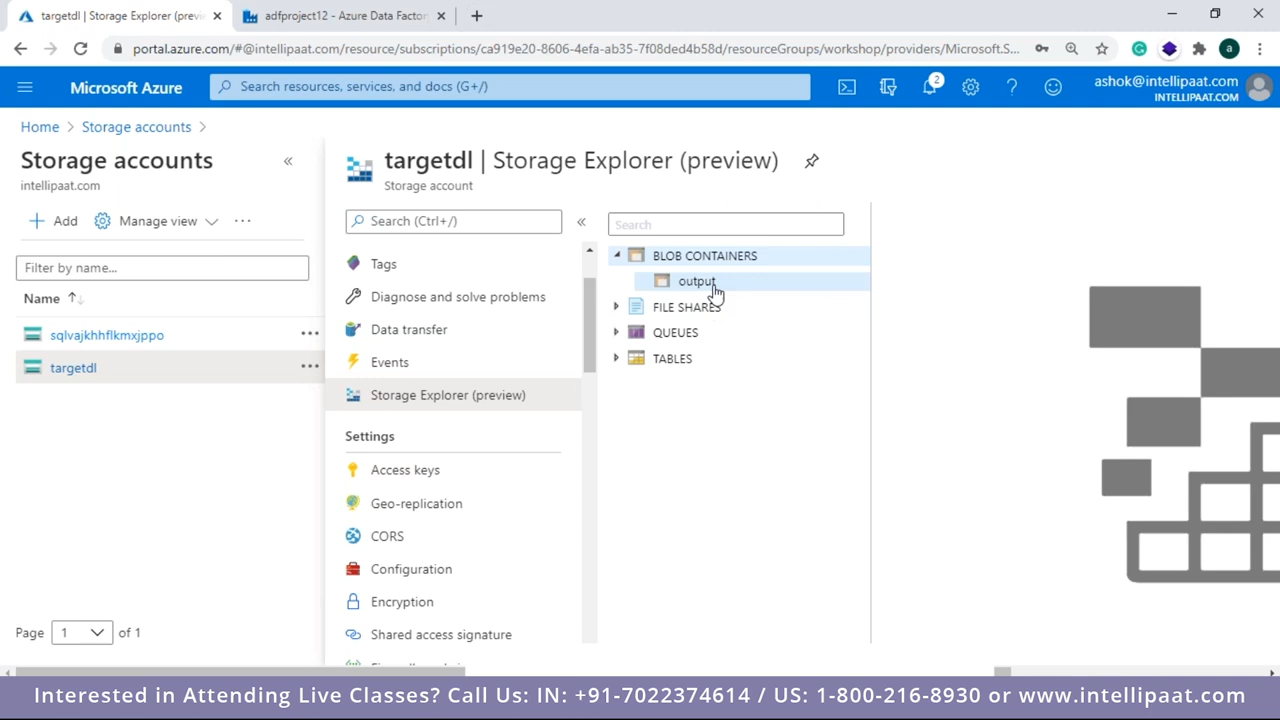 targetdl | Storage Explorer (previe
adfproject12 - Azure Data Factory
portal.azure.com/#@intellipaat.com/resource/subscriptions/ca919e20-8606-4efa-ab35-7f08ded4b58d/resourceGroups/workshop/providers/Microsoft.S...
a
Microsoft Azure
Search resources, services, and docs (G+/)
2
ashok@intellipaat.com
INTELLIPAAT.COM
Home > Storage accounts >
Storage accounts
intellipaat.com
Add
Manage view
...
Filter by name...
Name
sqlvajkhhflkmxjppo
targetdl
Page 1 of 1
targetdl | Storage Explorer (preview)
Storage account
Search (Ctrl+/)
Tags
Diagnose and solve problems
Data transfer
Events
Storage Explorer (preview)
Settings
Access keys
Geo-replication
CORS
Configuration
Encryption
Shared access signature
Search
BLOB CONTAINERS
output
FILE SHARES
QUEUES
TABLES
Interested in Attending Live Classes? Call Us: IN: +91-7022374614 / US: 1-800-216-8930 or www.intellipaat.com